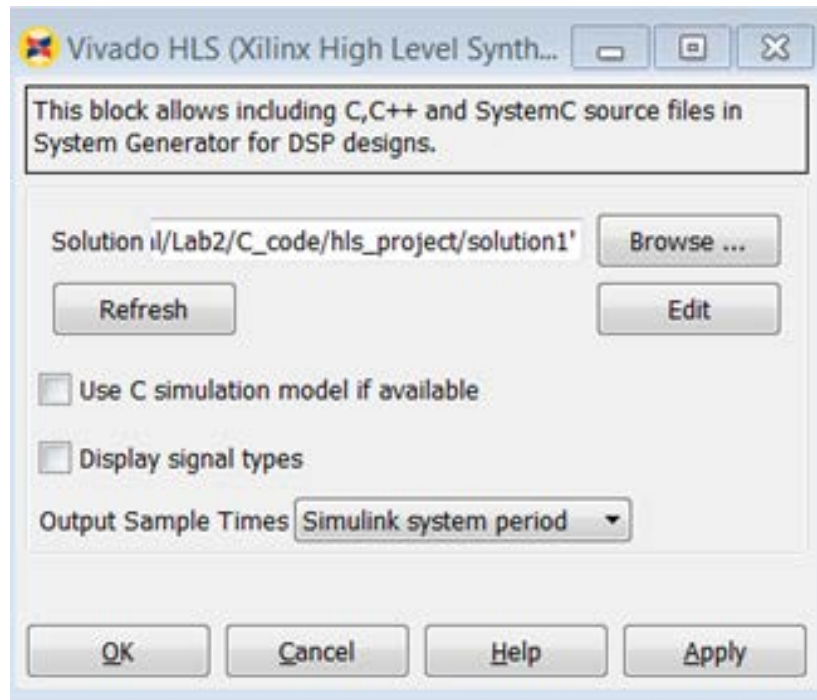 Vivado HLS (Xilinx High Level Synth...
This block allows including C,C++ and SystemC source files in
System Generator for DSP designs.
Solution ıl/Lab2/C_code/hls_project/solution1'
Browse ...
Refresh
Edit
Use C simulation model if available
Display signal types
Output Sample Times Simulink system period
OK
Cancel
Help
Apply